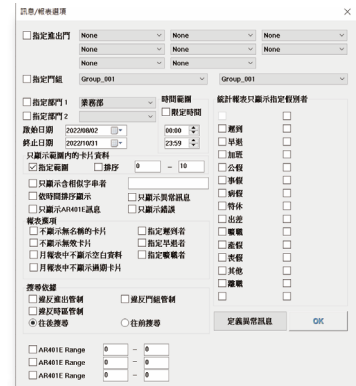 訊息/報表選項
指定進出門 None None None
None None None
None None None
指定門組 Group_001 Group_001
指定部門 1 業務部 時間範圍 統計報表只顯示指定假別者
指定部門 2 限定時間
啟始日期 2022/08/02 00:00
終止日期 2022/10/31 23:59
遲到
早退
加班
公假
事假
病假
特休
出差
曠職
產假
喪假
其他
離職
只顯示範圍內的卡片資料
指定範圍 排序 0 – 10
只顯示含相似字串者
依時間排序顯示 只顯示異常訊息
只顯示AR401E訊息 只顯示錯誤
報表選項
不顯示無名稱的卡片 指定遲到者
不顯示無效卡片 指定早退者
月報表中不顯示空白資料 指定曠職者
月報表中不顯示過期卡片
搜尋依據
違反進出管制 違反門組管制
違反時區管制
往後搜尋 往前搜尋
定義異常訊息 OK
AR401E Range 0 – 0
AR401E Range 0 – 0
AR401E Range 0 – 0